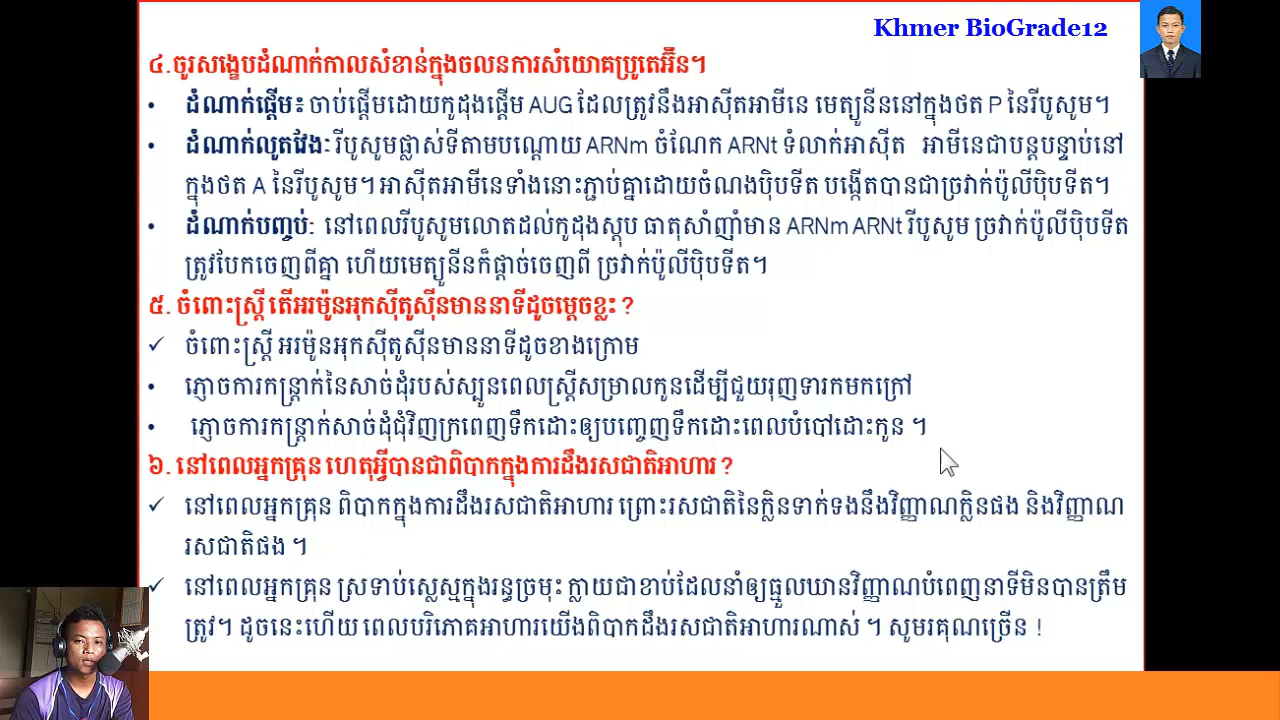 Khmer BioGrade12
៤.ចូរសង្ខេបដំណាក់កាលសំខាន់ក្នុងចលនការសំយោគប្រូតេអ៊ីន។
• ដំណាក់ផ្ដើម៖ ចាប់ផ្ដើមដោយកូដុងផ្ដើម AUG ដែលត្រូវនឹងអាស៊ីតអាមីនេ មេត្យូនីននៅក្នុងថត P នៃរីបូសូម។
• ដំណាក់លូតវែង: រីបូសូមផ្លាស់ទីតាមបណ្ដោយ ARNm ចំណែក ARNt ទំលាក់អាស៊ីត អាមីនេជាបន្តបន្ទាប់នៅ
ក្នុងថត A នៃរីបូសូម។ អាស៊ីតអាមីនេទាំងនោះភ្ជាប់គ្នាដោយចំណងប៉ិបទីត បង្កើតបានជាច្រវាក់ប៉ូលីប៉ិបទីត។
• ដំណាក់បញ្ចប់: នៅពេលរីបូសូមលោតដល់កូដុងស្តុប ធាតុសាំញ៉ាំមាន ARNm ARNt រីបូសូម ច្រវាក់ប៉ូលីប៉ិបទីត
ត្រូវបែកចេញពីគ្នា ហើយមេត្យូនីនក៏ផ្ដាច់ចេញពី ច្រវាក់ប៉ូលីប៉ិបទីត។
៥. ចំពោះស្ត្រី តើអរម៉ូនអុកស៊ីតូស៊ីនមាននាទីដូចម្ដេចខ្លះ ?
✓ ចំពោះស្ត្រី អរម៉ូនអុកស៊ីតូស៊ីនមាននាទីដូចខាងក្រោម
• ភ្ញោចការកន្ត្រាក់នៃសាច់ដុំរបស់ស្បូនពេលស្ត្រីសម្រាលកូនដើម្បីជួយរុញទារកមកក្រៅ
• ភ្ញោចការកន្ត្រាក់សាច់ដុំជុំវិញក្រពេញទឹកដោះឲ្យបញ្ចេញទឹកដោះពេលបំបៅដោះកូន ។
៦. នៅពេលអ្នកគ្រុន ហេតុអ្វីបានជាពិបាកក្នុងការដឹងរសជាតិអាហារ ?
✓ នៅពេលអ្នកគ្រុន ពិបាកក្នុងការដឹងរសជាតិអាហារ ព្រោះរសជាតិនៃក្លិនទាក់ទងនឹងវិញ្ញាណក្លិនផង និងវិញ្ញាណ
រសជាតិផង ។
✓ នៅពេលអ្នកគ្រុន ស្រទាប់ស្លេស្មក្នុងរន្ធច្រមុះ ក្លាយជាខាប់ដែលនាំឲ្យធ្មួលឃានវិញ្ញាណបំពេញនាទីមិនបានត្រឹម
ត្រូវ។ ដូចនេះហើយ ពេលបរិភោគអាហារយើងពិបាកដឹងរសជាតិអាហារណាស់ ។ សូមរគុណច្រើន !